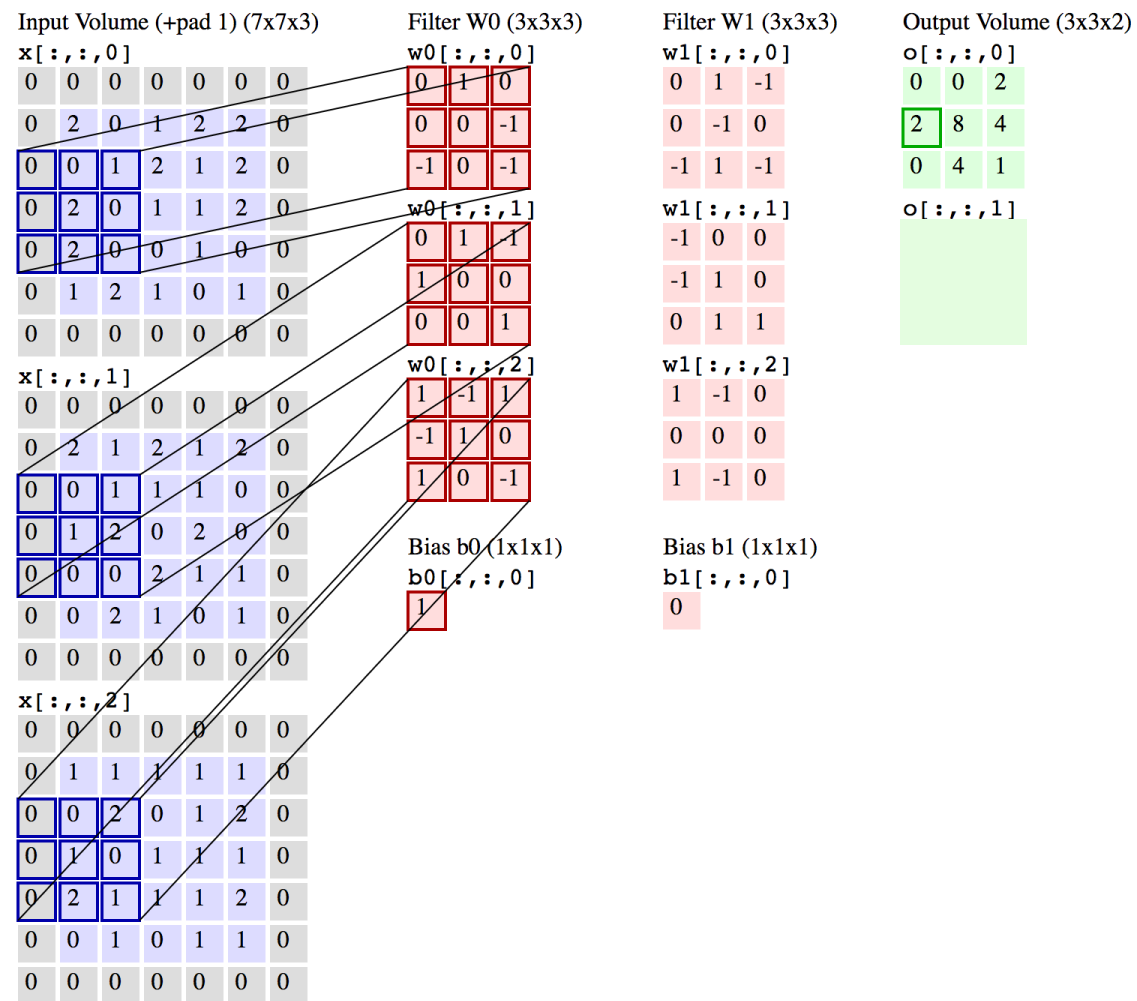 Input Volume (+pad 1) (7x7x3)
x[:,:,0]
0 0 0 0 0 0 0
0 2 0 1 2 2 0
0 0 1 2 1 2 0
0 2 0 1 1 2 0
0 2 0 0 1 0 0
0 1 2 1 0 1 0
0 0 0 0 0 0 0
x[:,:,1]
0 0 0 0 0 0 0
0 2 1 2 1 2 0
0 0 1 1 1 0 0
0 1 2 0 2 0 0
0 0 0 2 1 1 0
0 0 2 1 0 1 0
0 0 0 0 0 0 0
x[:,:,2]
0 0 0 0 0 0 0
0 1 1 1 1 1 0
0 0 2 0 1 2 0
0 1 0 1 1 1 0
0 2 1 1 1 2 0
0 0 1 0 1 1 0
0 0 0 0 0 0 0
Filter W0 (3x3x3)
w0[:,:,0]
0 1 0
0 0 -1
-1 0 -1
w0[:,:,1]
0 1 -1
1 0 0
0 0 1
w0[:,:,2]
1 -1 1
-1 1 0
1 0 -1
Bias b0 (1x1x1)
b0[:,:,0]
1
Filter W1 (3x3x3)
w1[:,:,0]
0 1 -1
0 -1 0
-1 1 -1
w1[:,:,1]
-1 0 0
-1 1 0
0 1 1
w1[:,:,2]
1 -1 0
0 0 0
1 -1 0
Bias b1 (1x1x1)
b1[:,:,0]
0
Output Volume (3x3x2)
o[:,:,0]
0 0 2
2 8 4
0 4 1
o[:,:,1]